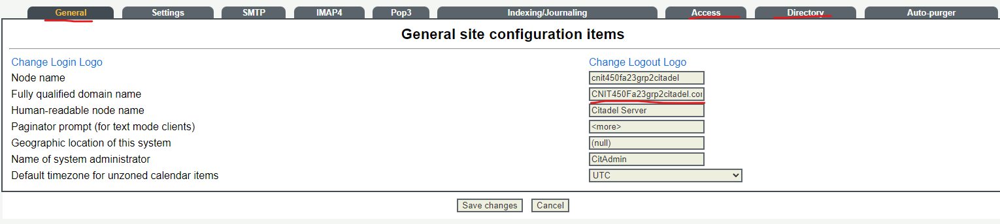 General Settings SMTP IMAP4 Pop3 Indexing/Journaling Access Directory Auto-purger
General site configuration items
Change Login Logo Change Logout Logo
Node name cnit450fa23grp2citadel
Fully qualified domain name CNIT450Fa23grp2citadel.co
Human-readable node name Citadel Server
Paginator prompt (for text mode clients) <more>
Geographic location of this system (null)
Name of system administrator CitAdmin
Default timezone for unzoned calendar items UTC
Save changes Cancel